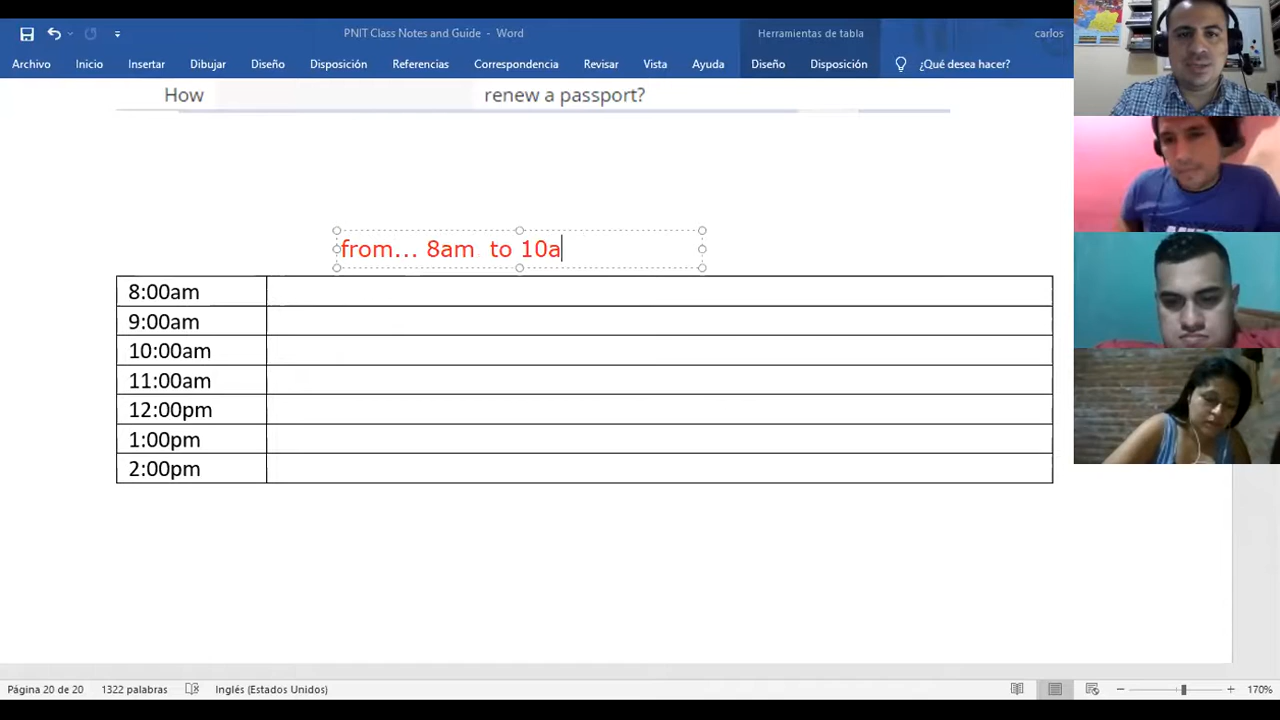 PNIT Class Notes and Guide - Word
Herramientas de tabla
carlos
Archivo Inicio Insertar Dibujar Diseño Disposición Referencias Correspondencia Revisar Vista Ayuda Diseño Disposición ¿Qué desea hacer?
How renew a passport?
from... 8am to 10a
8:00am
9:00am
10:00am
11:00am
12:00pm
1:00pm
2:00pm
Página 20 de 20 1322 palabras Inglés (Estados Unidos) 170%